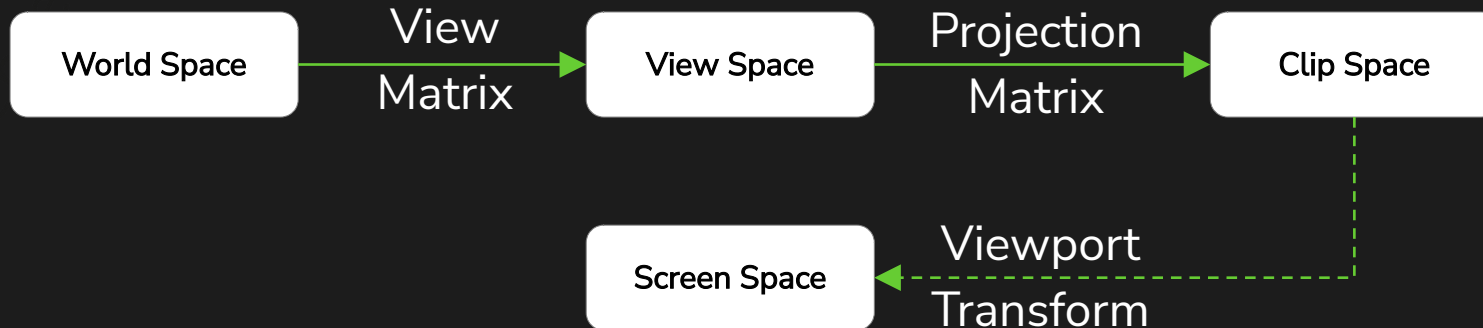 World Space
View
Matrix
View Space
Projection
Matrix
Clip Space
Viewport
Transform
Screen Space